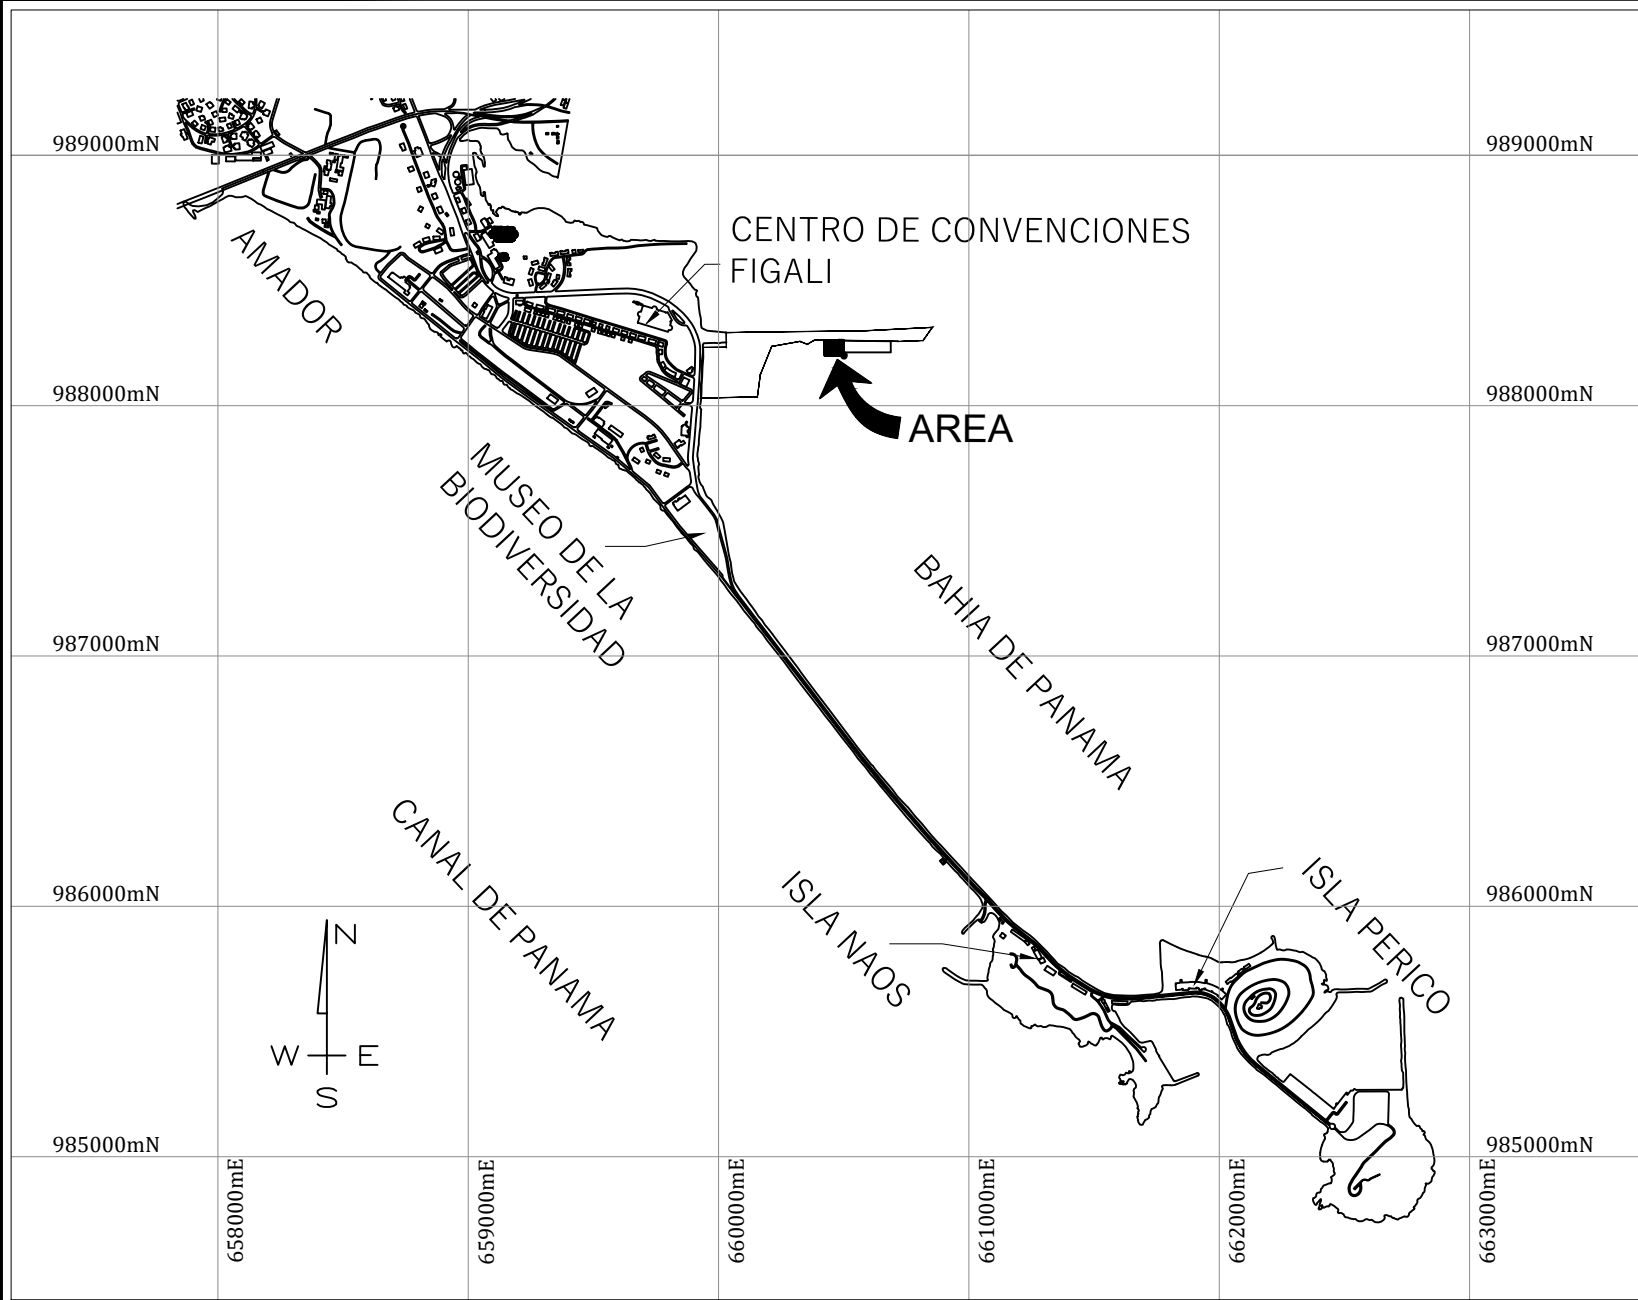 989000mN
989000mN
CENTRO DE CONVENCIONES
FIGALI
AMADOR
988000mN
988000mN
AREA
MUSEO DE LA
BIODIVERSIDAD
BAHIA DE PANAMA
987000mN
987000mN
CANAL DE PANAMA
ISLA NAOS
ISLA PERICO
986000mN
986000mN
N
W
E
S
985000mN
985000mN
658000mE
659000mE
660000mE
661000mE
662000mE
663000mE